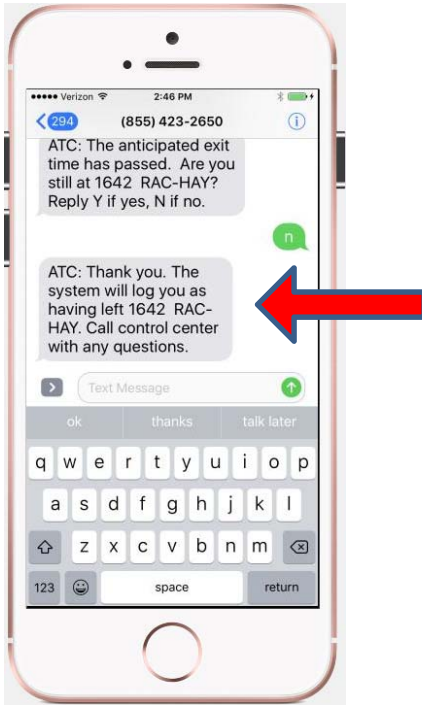 Verizon 2:46 PM
294 (855) 423-2650
ATC: The anticipated exit
time has passed. Are you
still at 1642 RAC-HAY?
Reply Y if yes, N if no.
n
ATC: Thank you. The
system will log you as
having left 1642 RAC-
HAY. Call control center
with any questions.
Text Message
ok thanks talk later
q w e r t y u i o p
a s d f g h j k l
z x c v b n m
123 space return